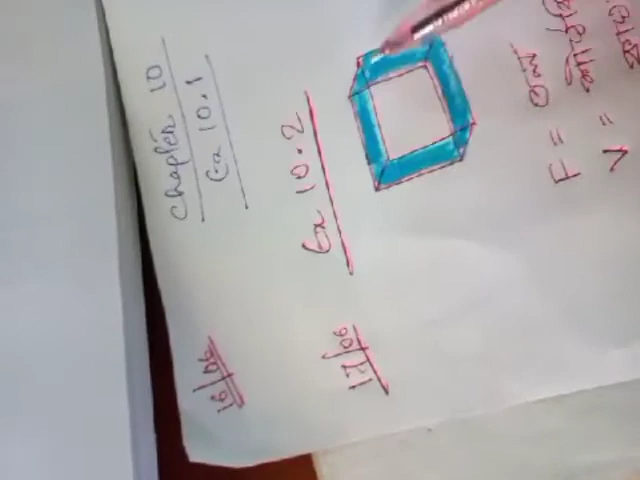 16/06
Chapter 10
Ex 10.1
17/06
Ex 10.2
F =
V =